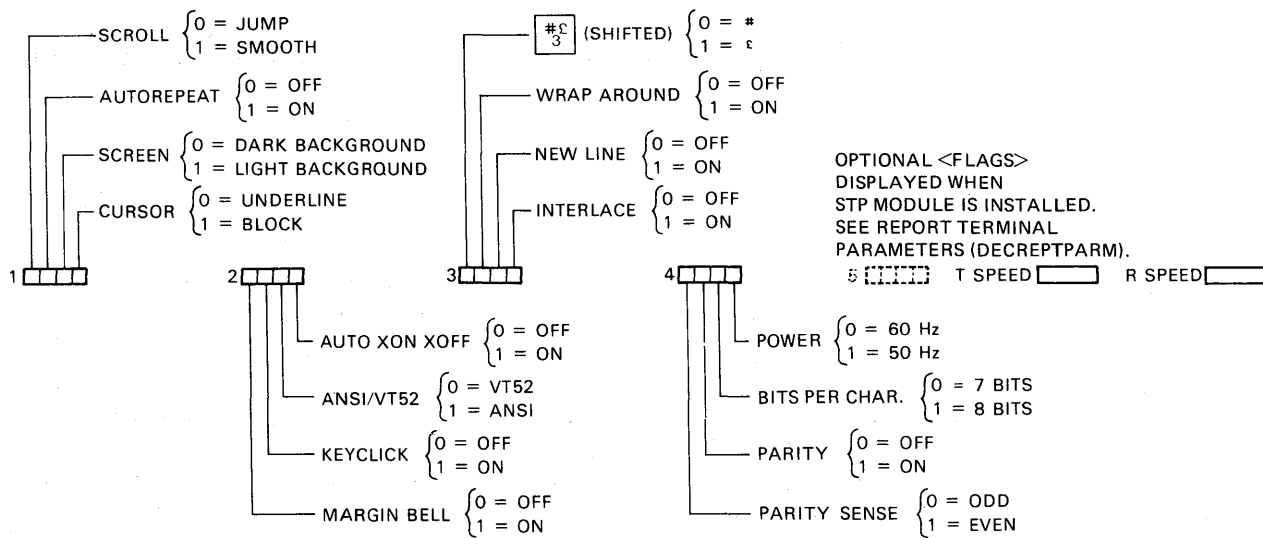 SCROLL { 0 = JUMP
1 = SMOOTH
AUTOREPEAT { 0 = OFF
1 = ON
SCREEN { 0 = DARK BACKGROUND
1 = LIGHT BACKGROUND
CURSOR { 0 = UNDERLINE
1 = BLOCK
#£
3 (SHIFTED) { 0 = #
1 = £
WRAP AROUND { 0 = OFF
1 = ON
NEW LINE { 0 = OFF
1 = ON
INTERLACE { 0 = OFF
1 = ON
OPTIONAL <FLAGS>
DISPLAYED WHEN
STP MODULE IS INSTALLED.
SEE REPORT TERMINAL
PARAMETERS (DECREPTPARM).
1 2 3 4 5 T SPEED R SPEED
AUTO XON XOFF { 0 = OFF
1 = ON
ANSI/VT52 { 0 = VT52
1 = ANSI
KEYCLICK { 0 = OFF
1 = ON
MARGIN BELL { 0 = OFF
1 = ON
POWER { 0 = 60 Hz
1 = 50 Hz
BITS PER CHAR. { 0 = 7 BITS
1 = 8 BITS
PARITY { 0 = OFF
1 = ON
PARITY SENSE { 0 = ODD
1 = EVEN